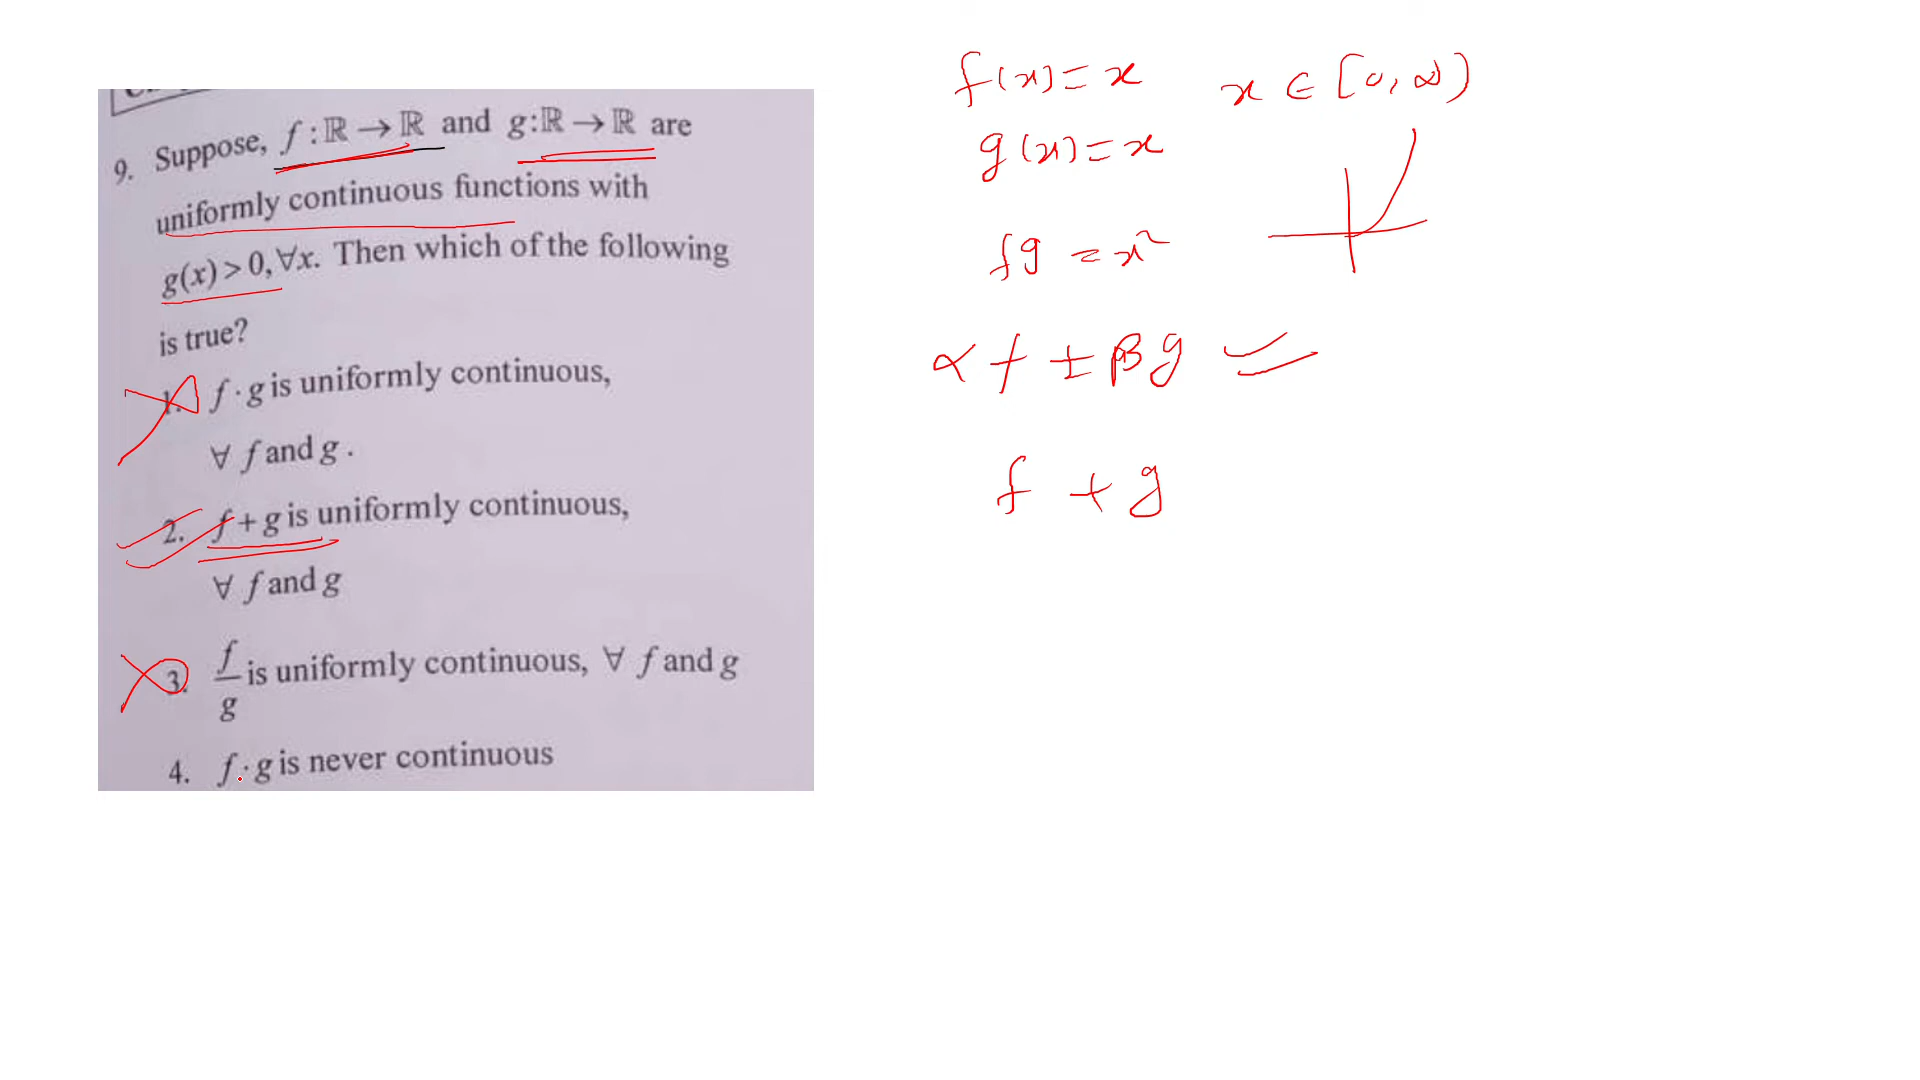 9. Suppose, f : ℝ → ℝ and g:ℝ → ℝ are
uniformly continuous functions with
g(x) > 0, ∀x. Then which of the following
is true?
1. f · g is uniformly continuous,
∀ f and g .
2. f + g is uniformly continuous,
∀ f and g
3. f/g is uniformly continuous, ∀ f and g
4. f · g is never continuous
f(x) = x x ∈ [0, ∞)
g(x) = x
fg = x²
α f ± β g
f + g